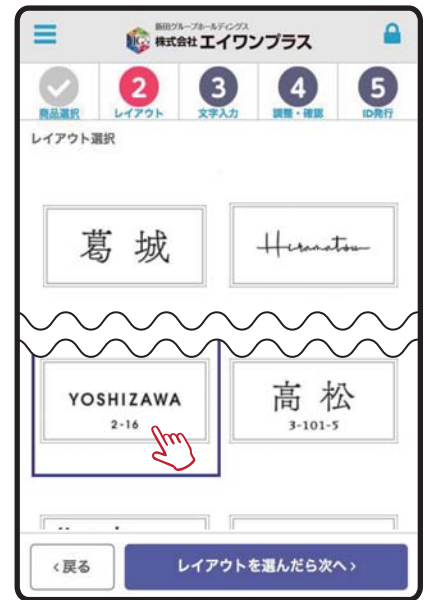 飯田グループホールディングス
株式会社 エイワンプラス
2 3 4 5
商品選択 レイアウト 文字入力 調整・確認 ID発行
レイアウト選択
葛城 Hiramatsu
YOSHIZAWA 高松
2-16 3-101-5
‹戻る レイアウトを選んだら次へ›